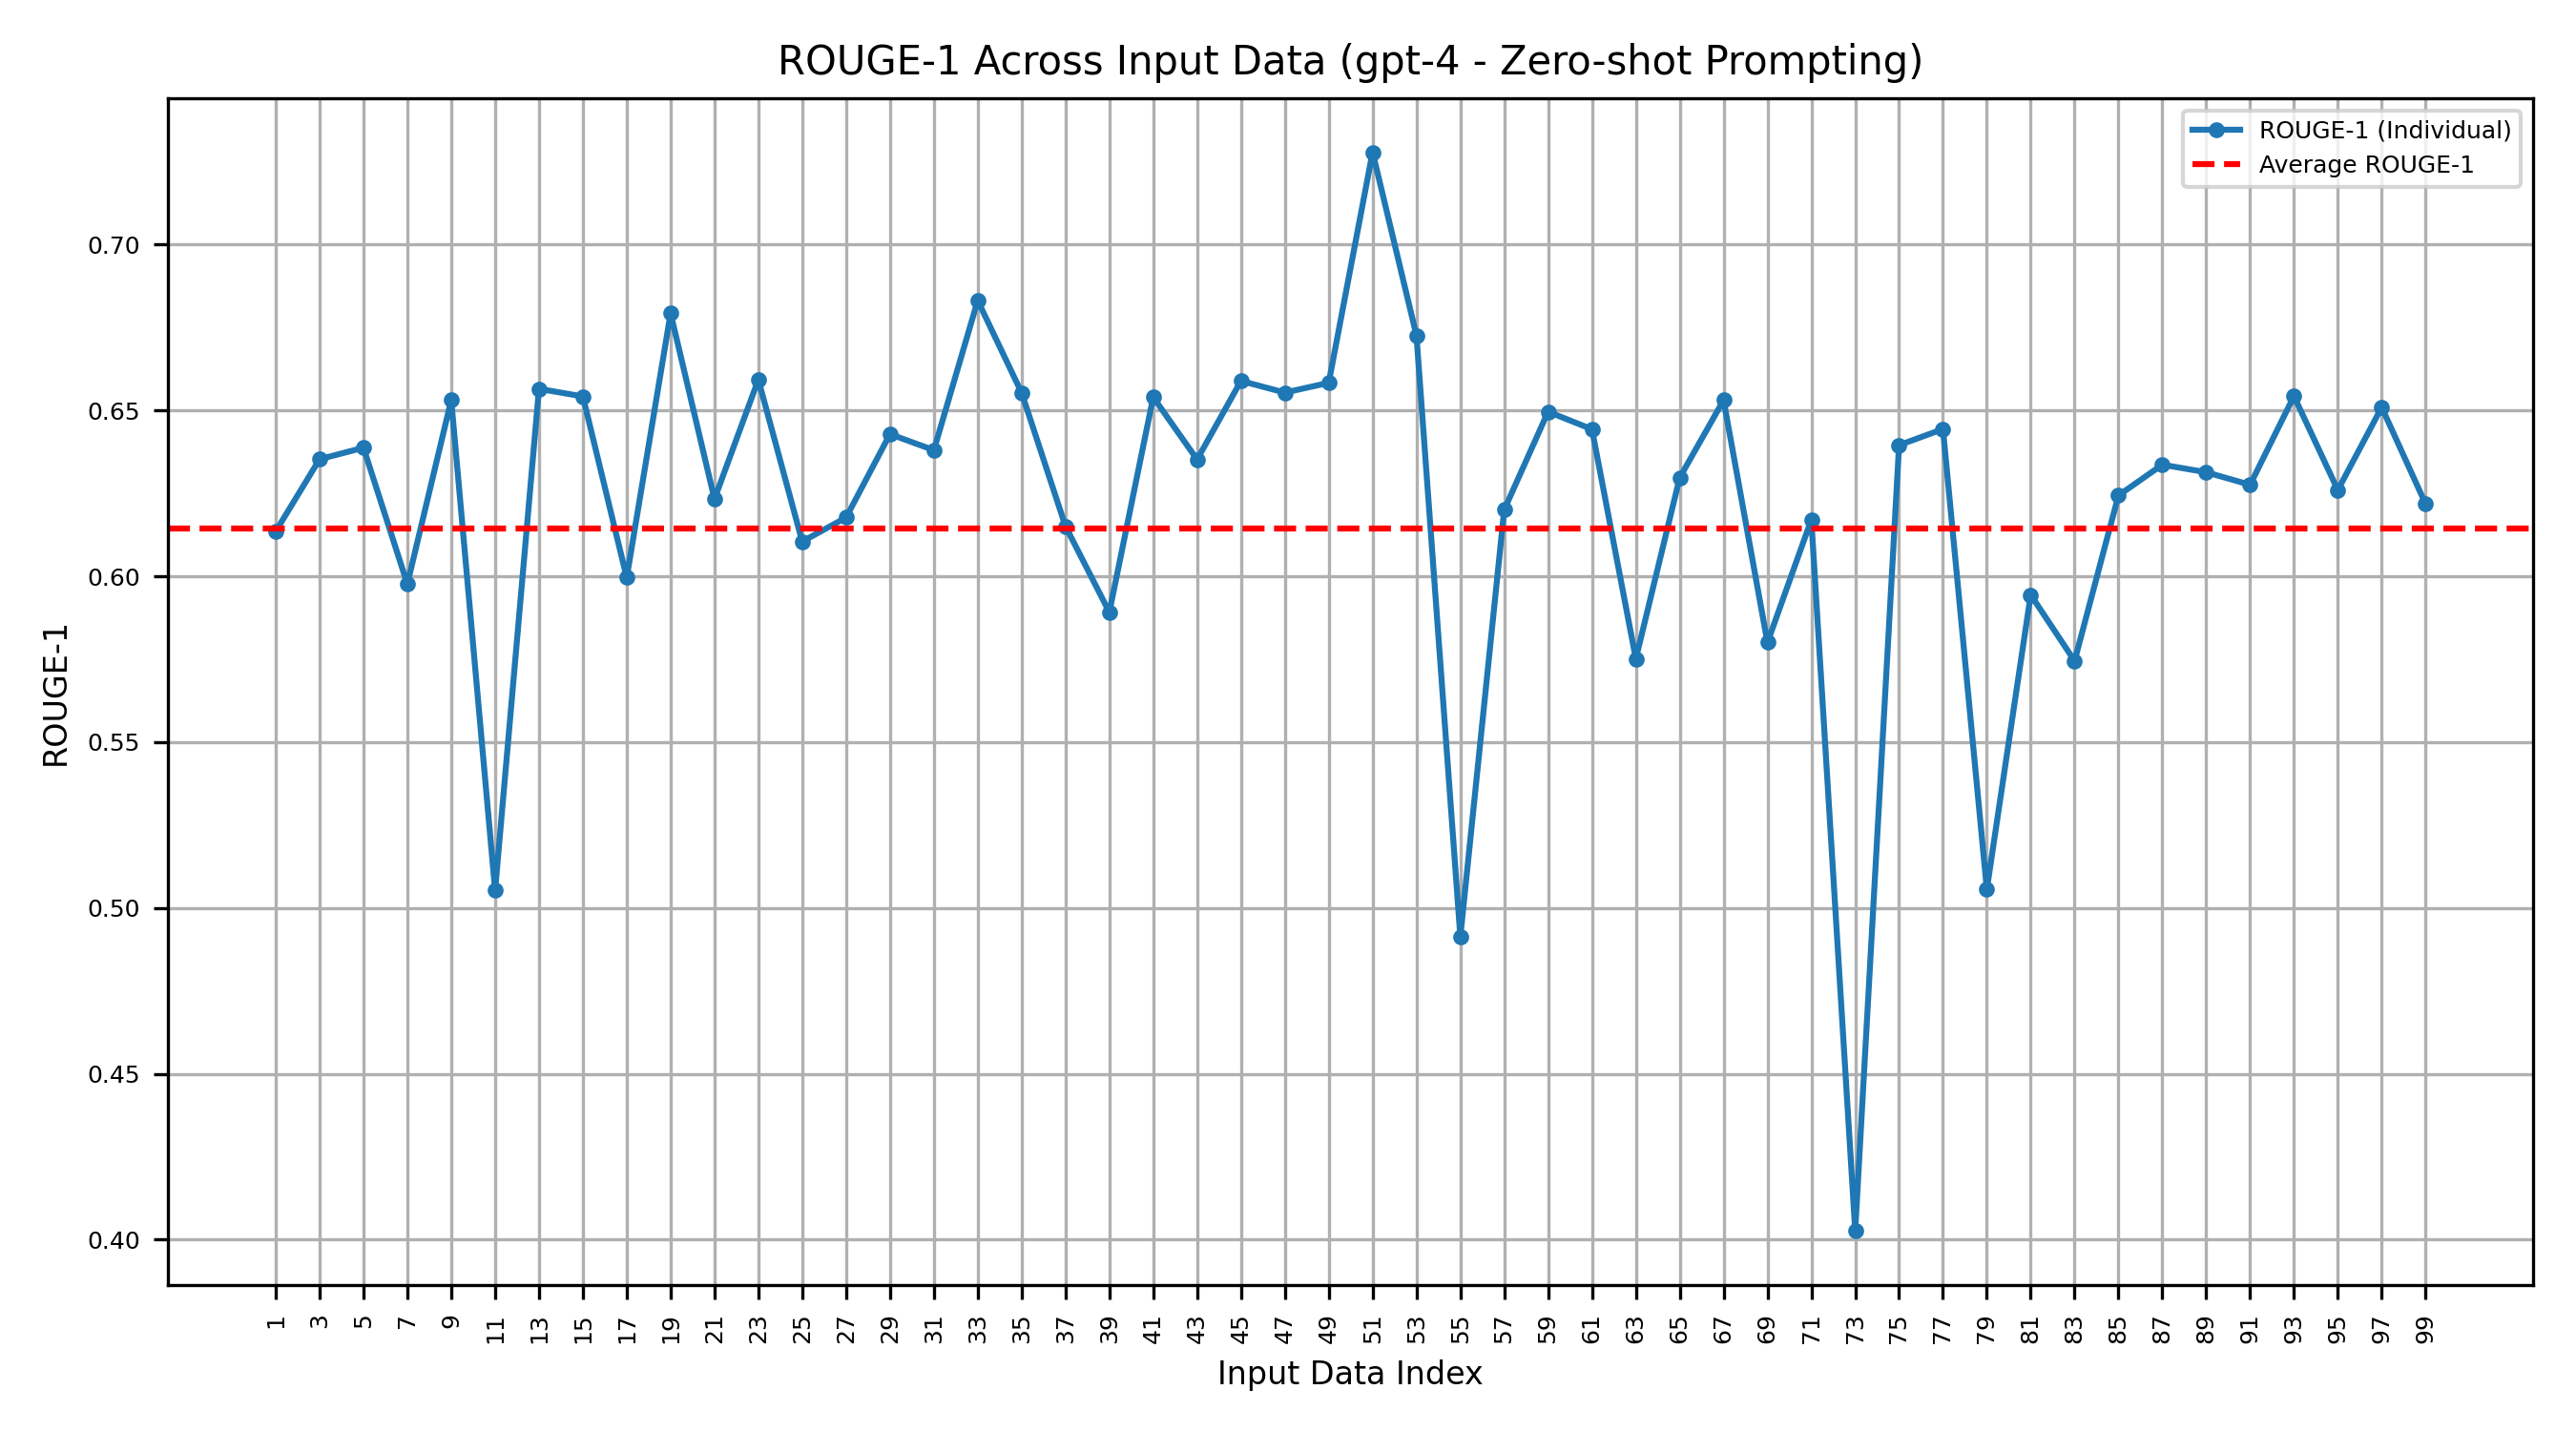 ROUGE-1 Across Input Data (gpt-4 - Zero-shot Prompting)
ROUGE-1 (Individual)
Average ROUGE-1
0.70
0.65
0.60
0.55
0.50
0.45
0.40
ROUGE-1
1 3 5 7 9 11 13 15 17 19 21 23 25 27 29 31 33 35 37 39 41 43 45 47 49 51 53 55 57 59 61 63 65 67 69 71 73 75 77 79 81 83 85 87 89 91 93 95 97 99
Input Data Index